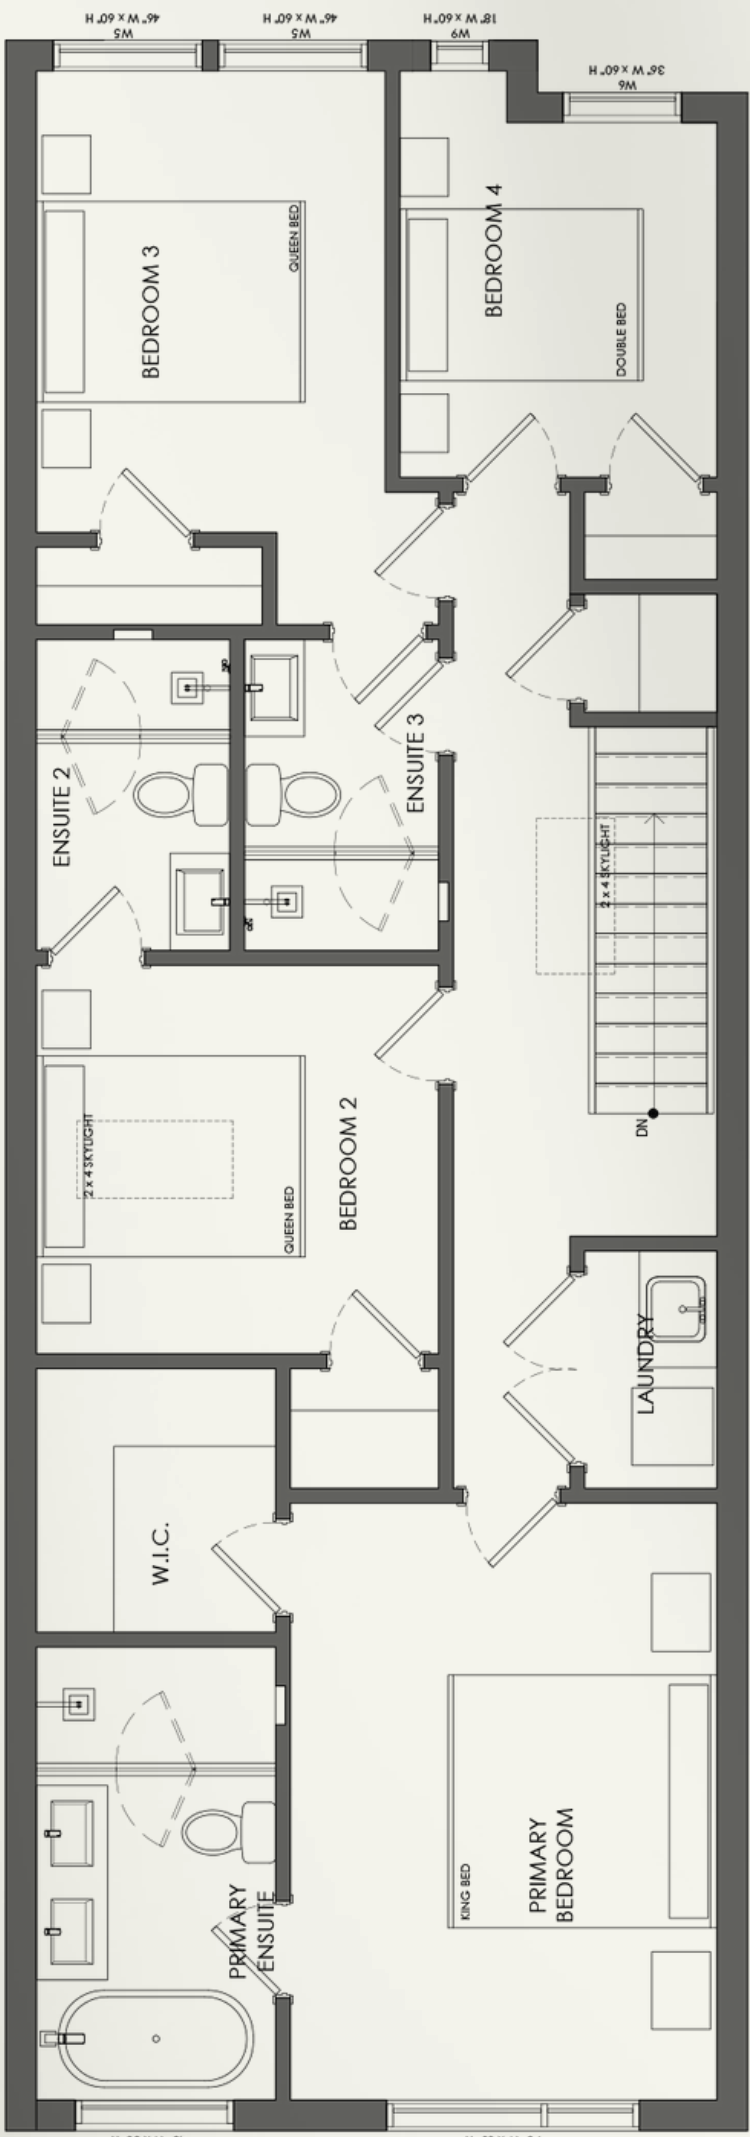 46" W x 60" H
W5
46" W x 60" H
W5
18" W x 60" H
W9
36" W x 60" H
W6
BEDROOM 3
QUEEN BED
BEDROOM 4
DOUBLE BED
ENSUITE 2
ENSUITE 3
2 x 4 SKYLIGHT
DN
2 x 4 SKYLIGHT
QUEEN BED
BEDROOM 2
LAUNDRY
W.I.C.
KING BED
PRIMARY
BEDROOM
PRIMARY
ENSUITE